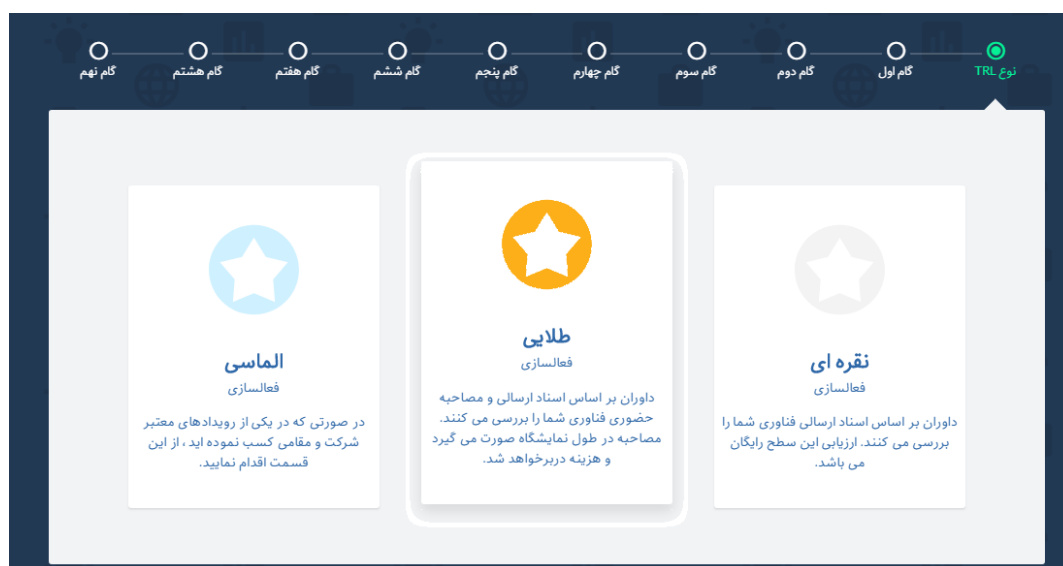 نوع TRL
گام اول
گام دوم
گام سوم
گام چهارم
گام پنجم
گام ششم
گام هفتم
گام هشتم
گام نهم
نقره ای
فعالسازی
داوران بر اساس اسناد ارسالی فناوری شما را
بررسی می کنند. ارزیابی این سطح رایگان
می باشد.
طلایی
فعالسازی
داوران بر اساس اسناد ارسالی و مصاحبه
حضوری فناوری شما را بررسی می کنند.
مصاحبه در طول نمایشگاه صورت می گیرد
و هزینه دربرخواهد شد.
الماسی
فعالسازی
در صورتی که در یکی از رویدادهای معتبر
شرکت و مقامی کسب نموده اید ، از این
قسمت اقدام نمایید.